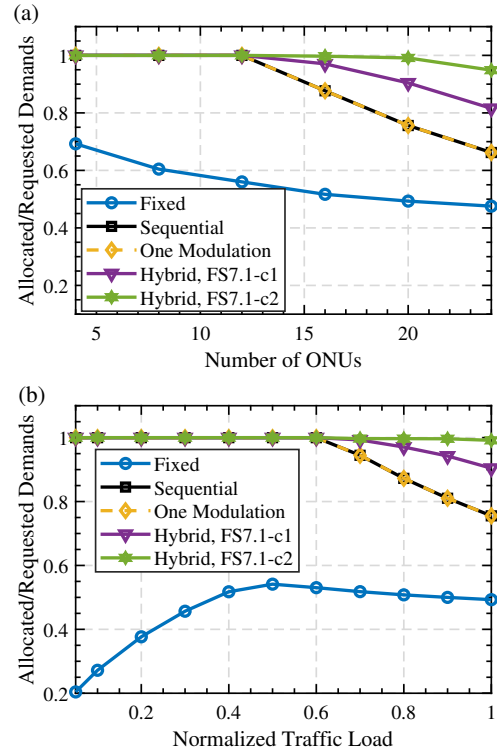 (a)
Allocated/Requested Demands
1
0.8
0.6
0.4
0.2
5
10
15
20
Number of ONUs
Fixed
Sequential
One Modulation
Hybrid, FS7.1-c1
Hybrid, FS7.1-c2
(b)
Allocated/Requested Demands
1
0.8
0.6
0.4
0.2
0.2
0.4
0.6
0.8
1
Normalized Traffic Load
Fixed
Sequential
One Modulation
Hybrid, FS7.1-c1
Hybrid, FS7.1-c2